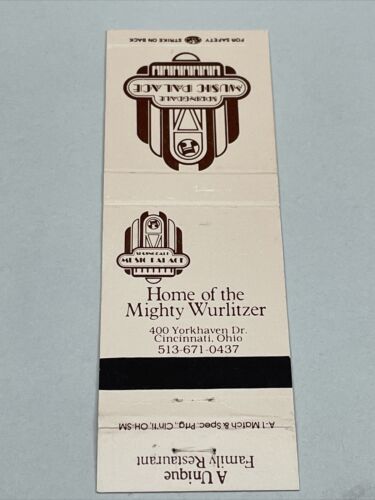 FOR SAFETY STRIKE ON BACK
SPRINGDALE
MUSIC PALACE
SPRINGDALE
MUSIC PALACE
Home of the
Mighty Wurlitzer
400 Yorkhaven Dr.
Cincinnati, Ohio
513-671-0437
A-1 Match & Spec. Prtg., Cin'ti, OH-SM
A Unique
Family Restaurant